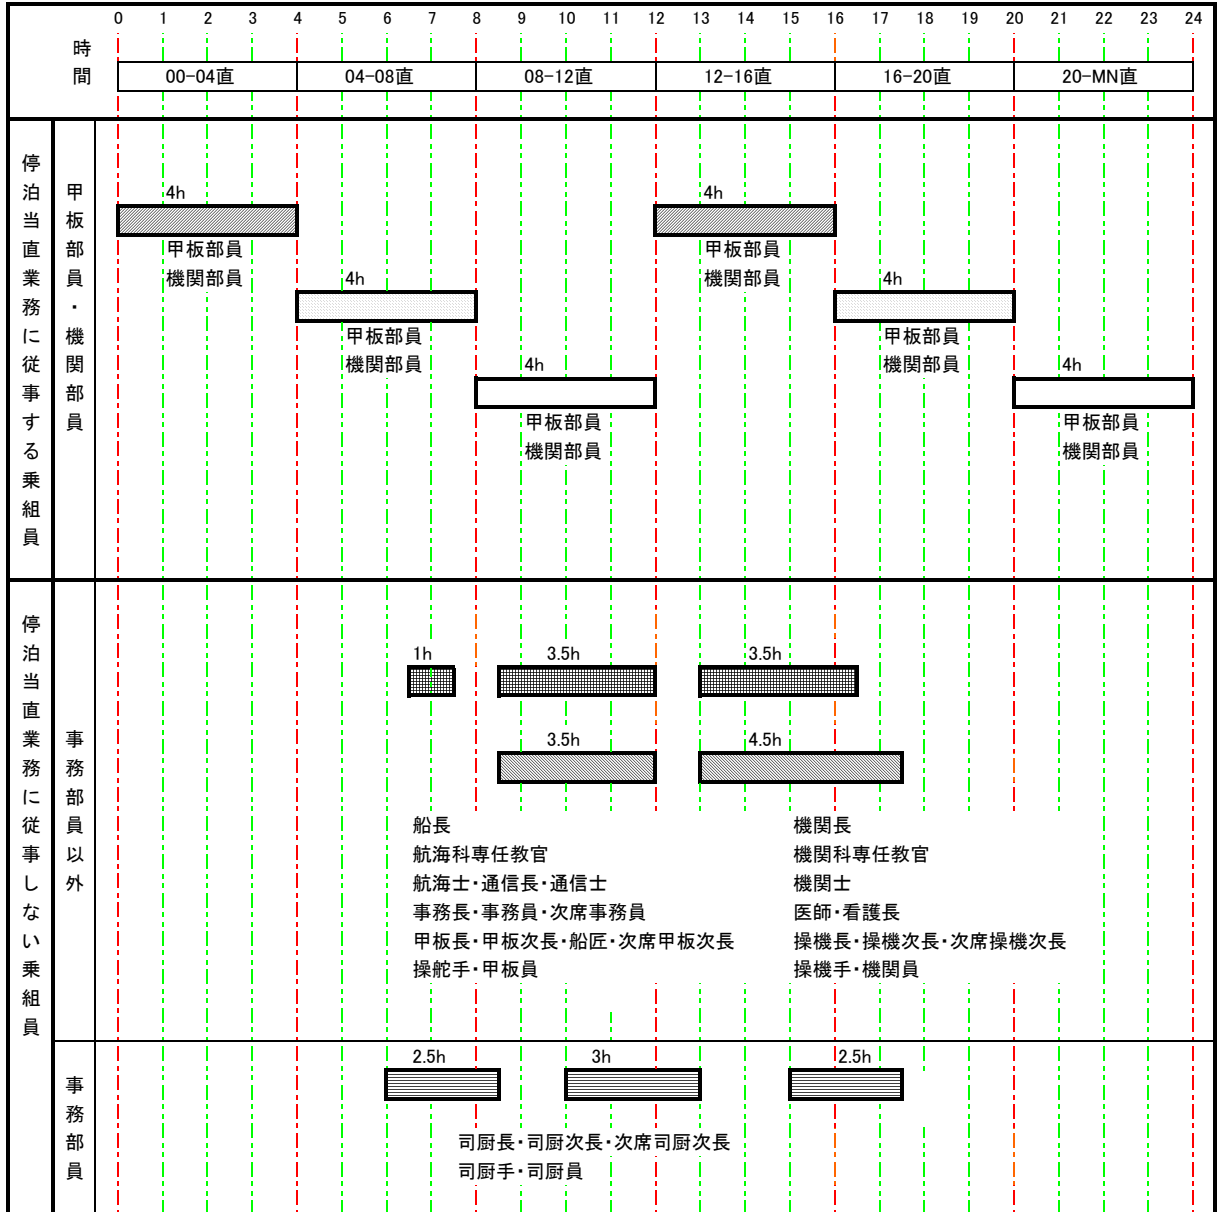 0 1 2 3 4 5 6 7 8 9 10 11 12 13 14 15 16 17 18 19 20 21 22 23 24
時間
00-04直 04-08直 08-12直 12-16直 16-20直 20-MN直
停泊当直業務に従事する乗組員
甲板部員・機関部員
4h 4h
甲板部員 甲板部員
機関部員 機関部員
4h 4h
甲板部員 甲板部員
機関部員 機関部員
4h 4h
甲板部員 甲板部員
機関部員 機関部員
停泊当直業務に従事しない乗組員
事務部員以外
1h 3.5h 3.5h
3.5h 4.5h
船長 機関長
航海科専任教官 機関科専任教官
航海士・通信長・通信士 機関士
事務長・事務員・次席事務員 医師・看護長
甲板長・甲板次長・船匠・次席甲板次長 操機長・操機次長・次席操機次長
操舵手・甲板員 操機手・機関員
事務部員
2.5h 3h 2.5h
司厨長・司厨次長・次席司厨次長
司厨手・司厨員